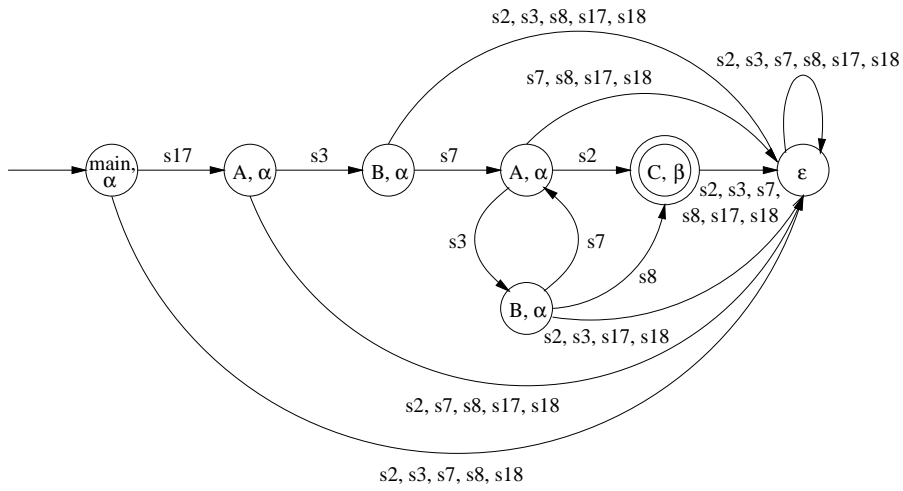 s2, s3, s8, s17, s18
s2, s3, s7, s8, s17, s18
s7, s8, s17, s18
main,
α
s17
A, α
s3
B, α
s7
A, α
s2
C, β
s2, s3, s7,
s8, s17, s18
ε
s3
s7
s8
B, α
s2, s3, s17, s18
s2, s7, s8, s17, s18
s2, s3, s7, s8, s18